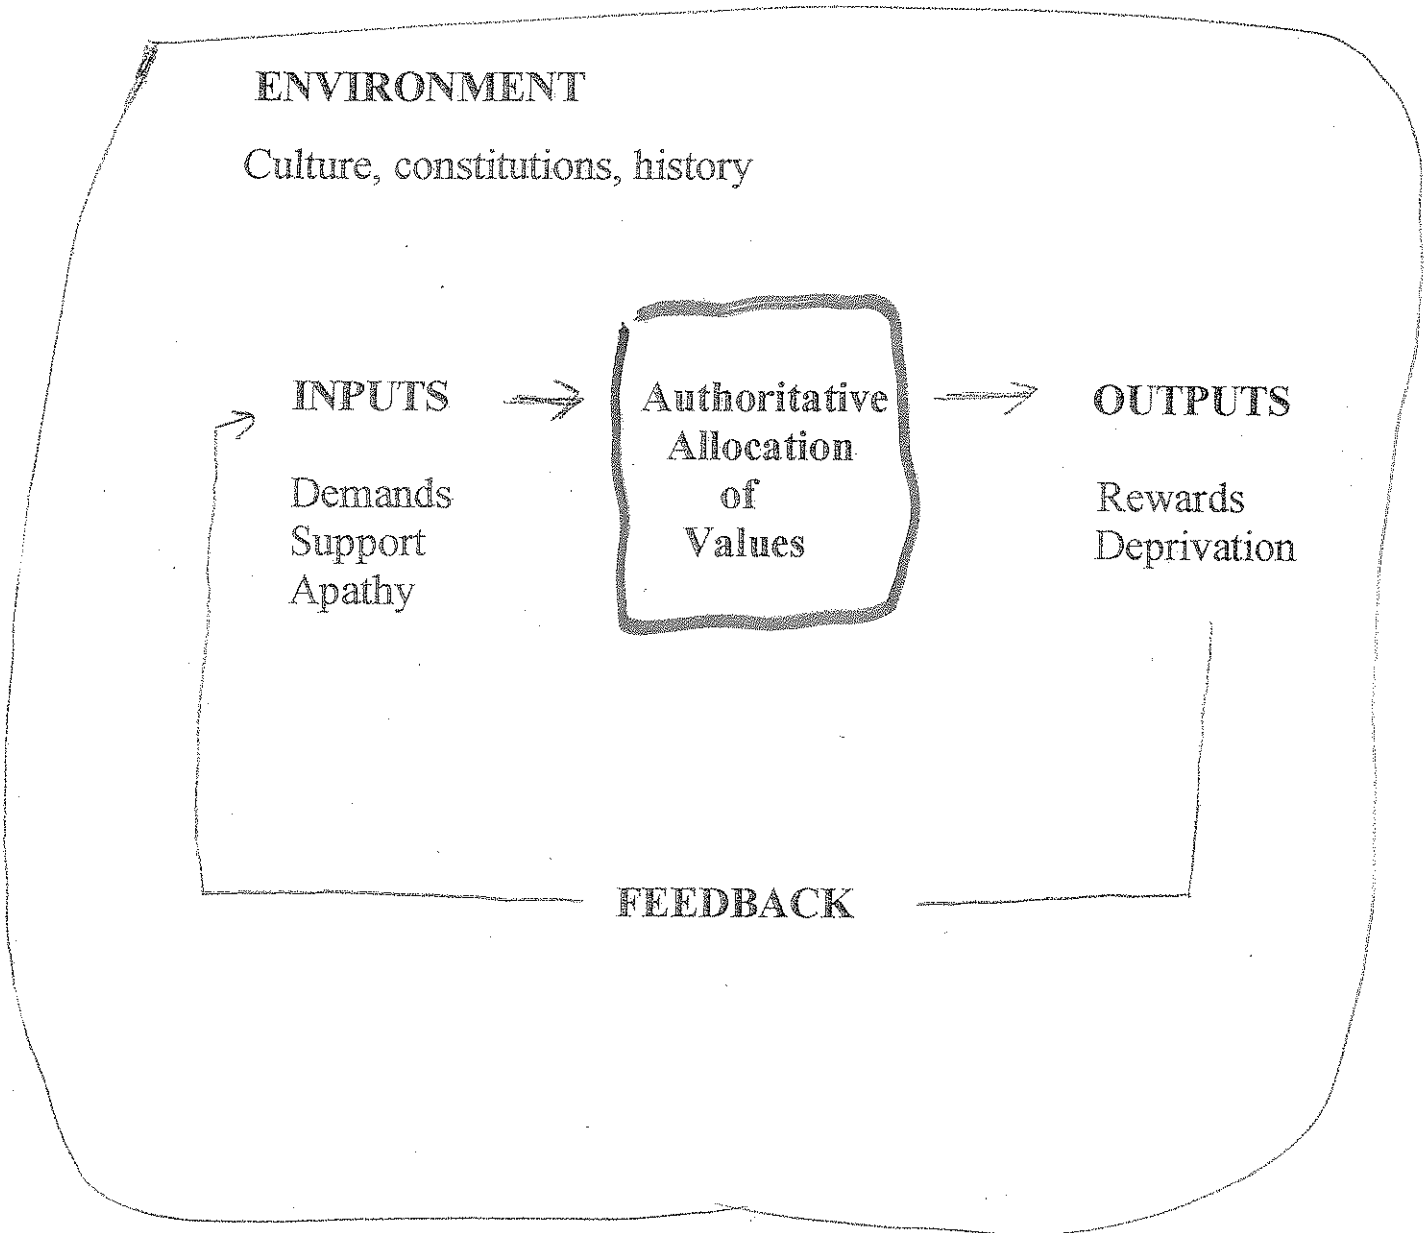 ENVIRONMENT
Culture, constitutions, history
INPUTS
Demands
Support
Apathy
Authoritative
Allocation
of
Values
OUTPUTS
Rewards
Deprivation
FEEDBACK